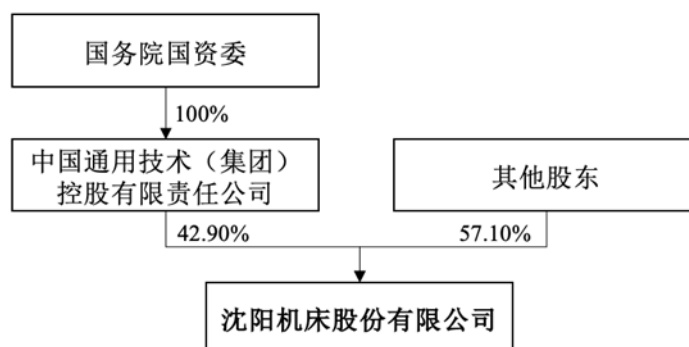 国务院国资委
100%
中国通用技术（集团）
控股有限责任公司
其他股东
42.90%
57.10%
沈阳机床股份有限公司